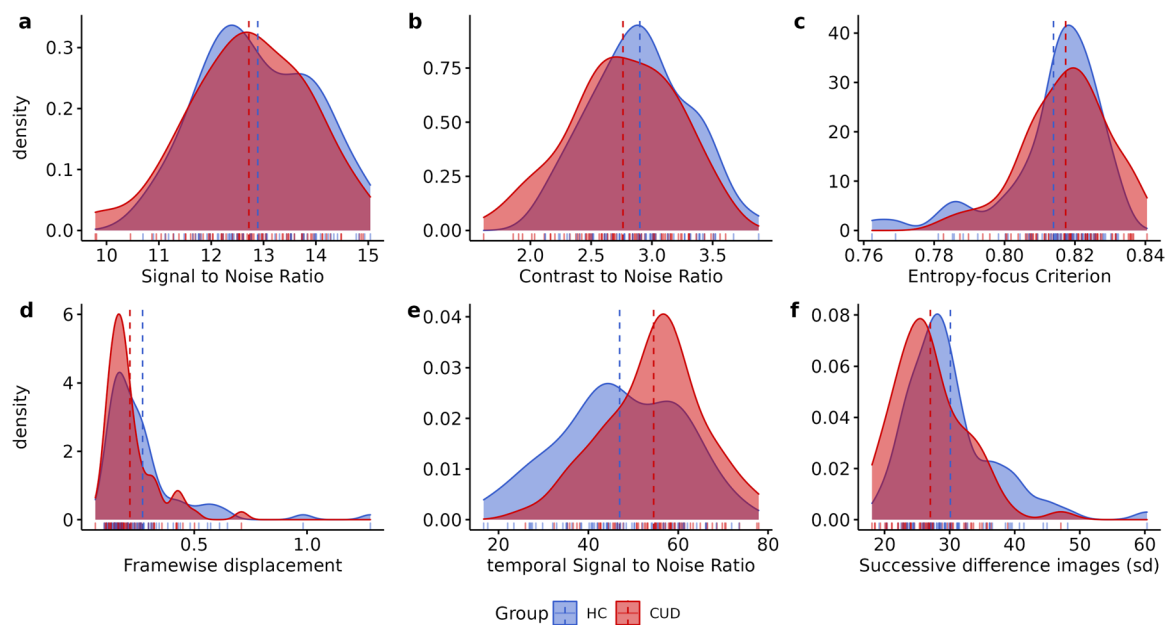 a
b
c
density
0.3
0.2
0.1
0.0
0.75
0.50
0.25
0.00
40
30
20
10
0
10 11 12 13 14 15
2.0 2.5 3.0 3.5
0.76 0.78 0.80 0.82 0.84
Signal to Noise Ratio
Contrast to Noise Ratio
Entropy-focus Criterion
d
e
f
density
6
4
2
0
0.04
0.03
0.02
0.01
0.00
0.08
0.06
0.04
0.02
0.00
0.5 1.0
20 40 60 80
20 30 40 50 60
Framewise displacement
temporal Signal to Noise Ratio
Successive difference images (sd)
Group HC CUD